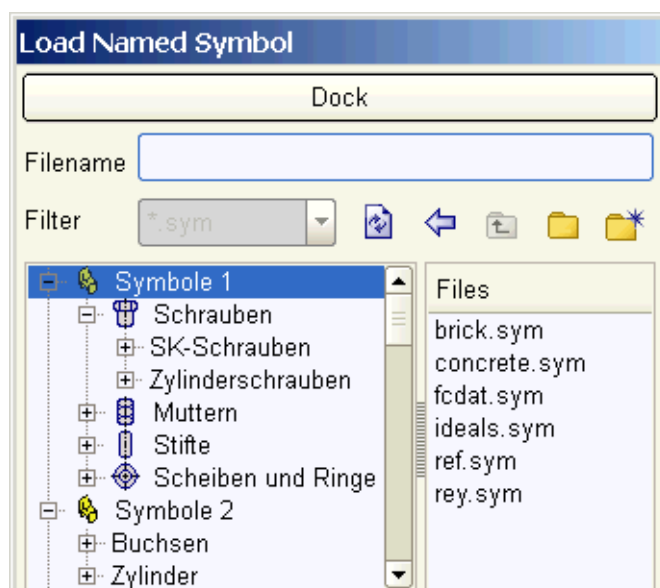 Load Named Symbol
Dock
Filename
Filter *.sym
Symbole 1
Schrauben
SK-Schrauben
Zylinderschrauben
Muttern
Stifte
Scheiben und Ringe
Symbole 2
Buchsen
Zylinder
Files
brick.sym
concrete.sym
fcdat.sym
ideals.sym
ref.sym
rey.sym